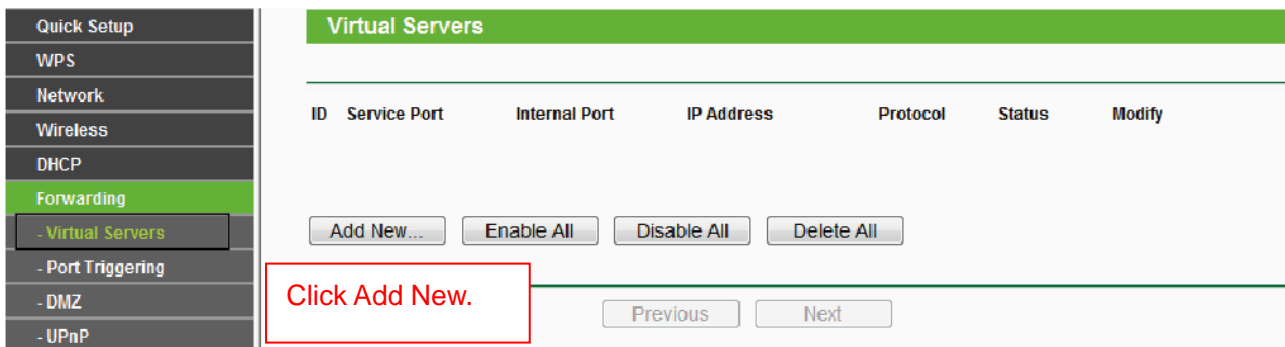 Quick Setup
WPS
Network
Wireless
DHCP
Forwarding
- Virtual Servers
- Port Triggering
- DMZ
- UPnP
Virtual Servers
ID Service Port Internal Port IP Address Protocol Status Modify
Add New... Enable All Disable All Delete All
Click Add New.
Previous Next